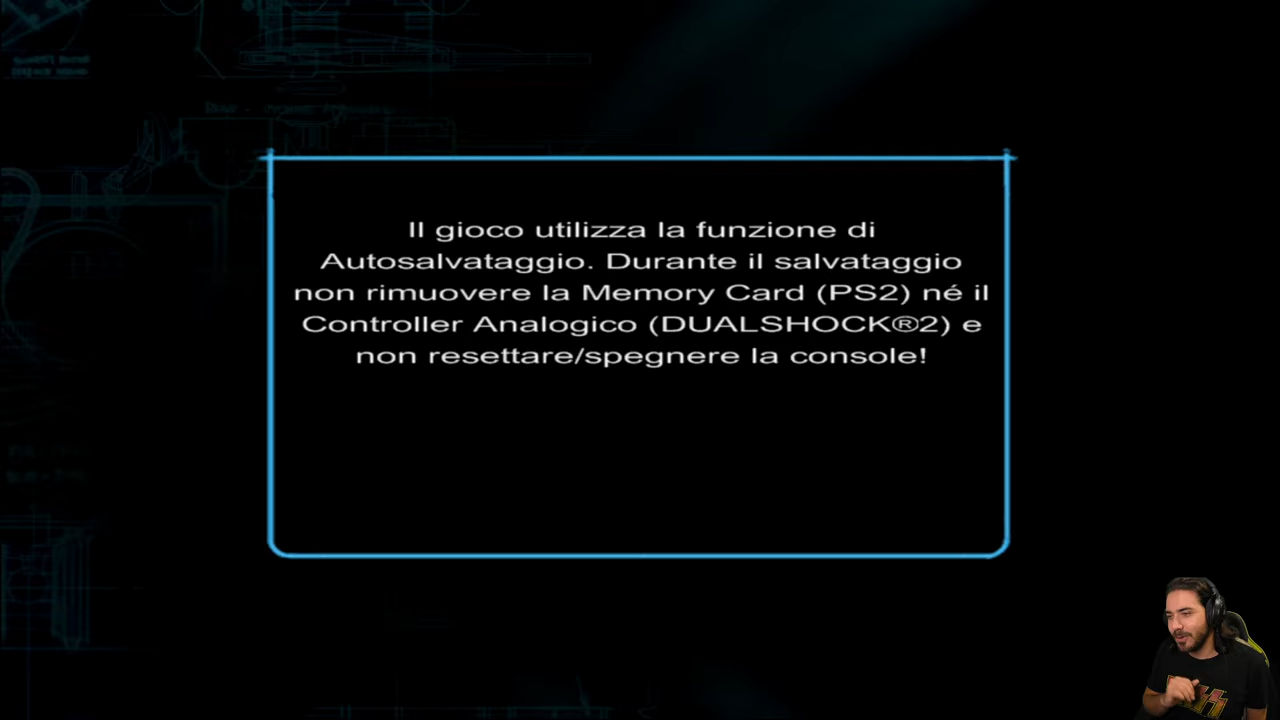 Il gioco utilizza la funzione di
Autosalvataggio. Durante il salvataggio
non rimuovere la Memory Card (PS2) né il
Controller Analogico (DUALSHOCK®2) e
non resettare/spegnere la console!